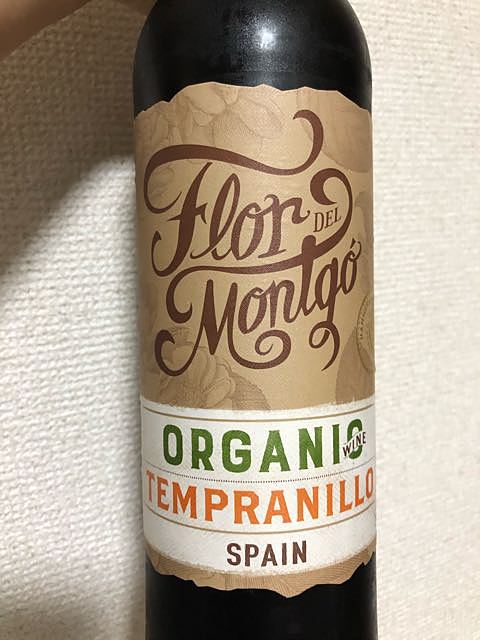 Flor DEL
Montgó
ORGANIC
WINE
TEMPRANILLO
SPAIN